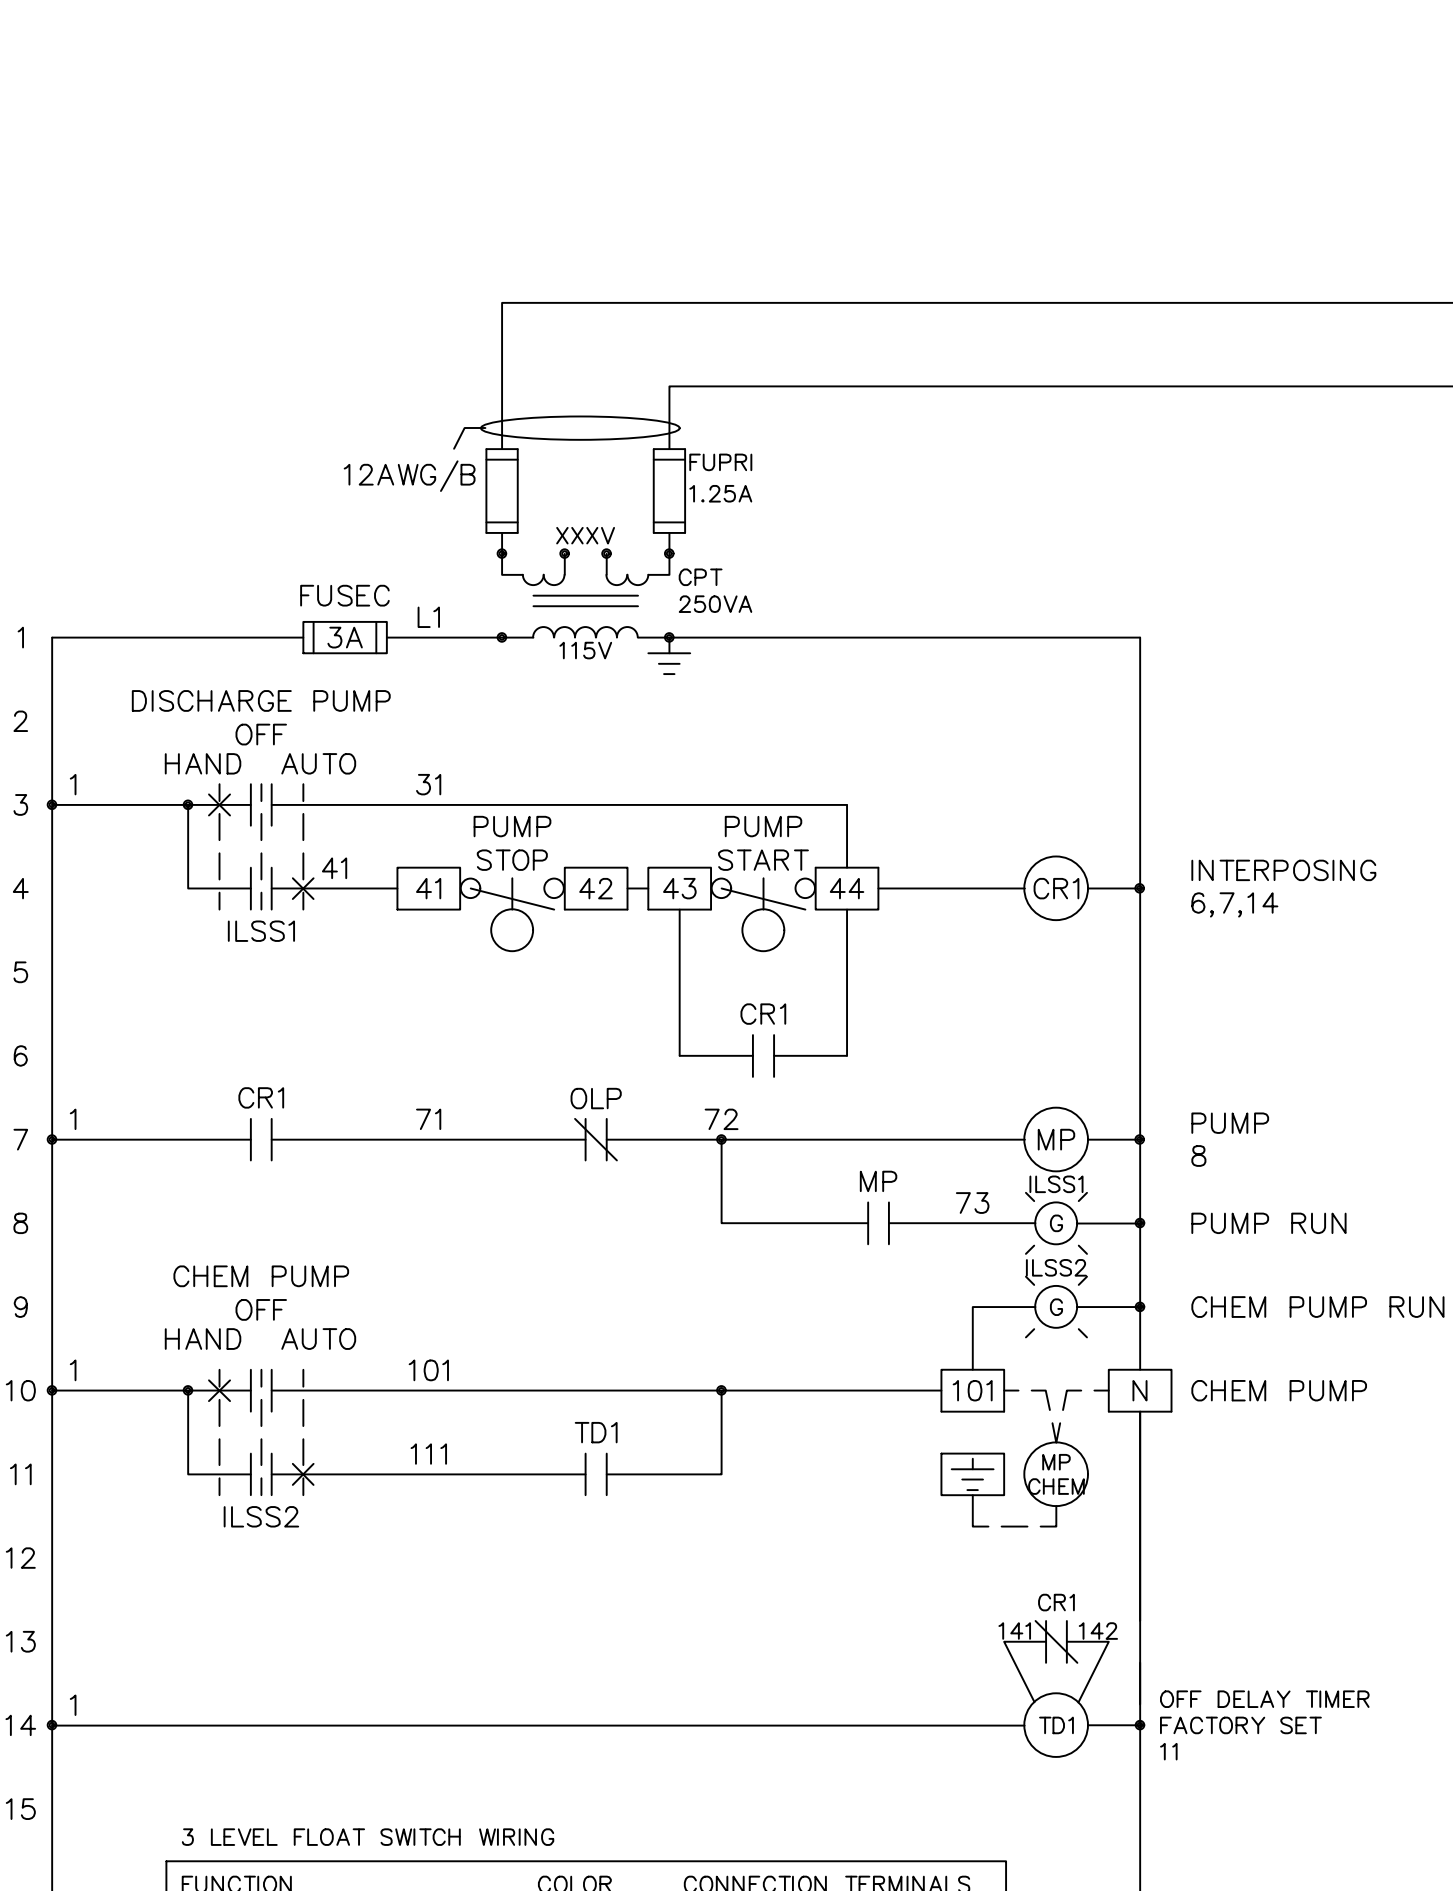 12AWG/B
FUPRI
1.25A
XXXV
CPT
250VA
FUSEC
L1
1
3A
115V
DISCHARGE PUMP
2
OFF
HAND AUTO
1
31
3
PUMP
STOP
PUMP
START
4
41
41
42
43
44
CR1
INTERPOSING
6,7,14
ILSS1
5
CR1
6
CR1
OLP
1
71
72
7
MP
PUMP
8
MP
ILSS1
73
8
G
PUMP RUN
CHEM PUMP
ILSS2
OFF
9
G
CHEM PUMP RUN
HAND AUTO
1
101
10
101
N
CHEM PUMP
TD1
111
11
MP
CHEM
ILSS2
12
CR1
13
141
142
1
14
TD1
OFF DELAY TIMER
FACTORY SET
11
15
3 LEVEL FLOAT SWITCH WIRING
FUNCTION COLOR CONNECTION TERMINALS